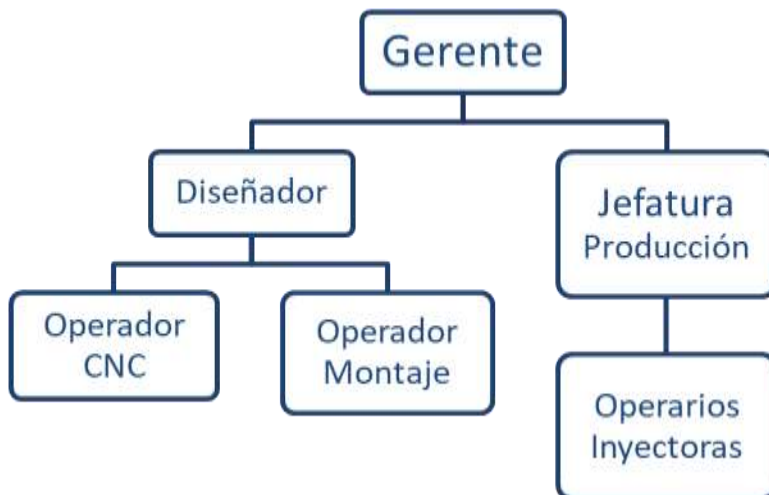 Gerente
Diseñador
Jefatura
Producción
Operador
CNC
Operador
Montaje
Operarios
Inyectoras